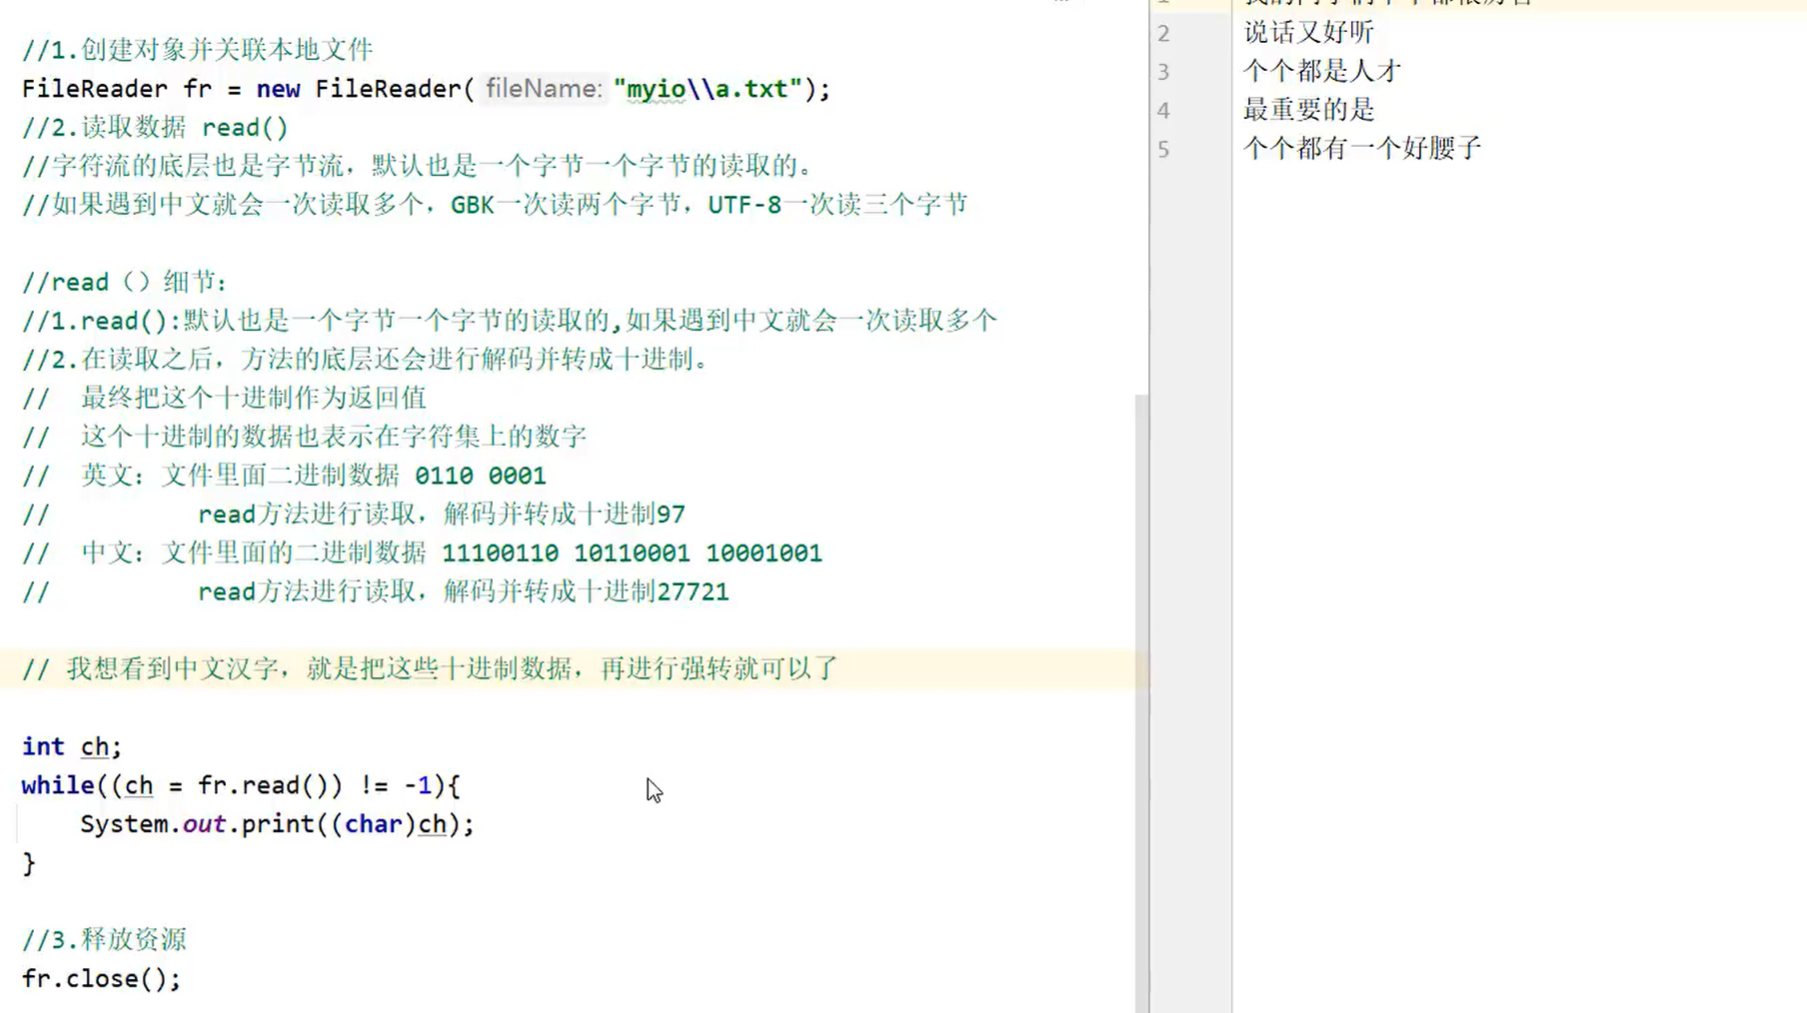 //1.创建对象并关联本地文件
FileReader fr = new FileReader( fileName: "myio\\a.txt");
//2.读取数据 read()
//字符流的底层也是字节流，默认也是一个字节一个字节的读取的。
//如果遇到中文就会一次读取多个，GBK一次读两个字节，UTF-8一次读三个字节
//read（）细节：
//1.read():默认也是一个字节一个字节的读取的,如果遇到中文就会一次读取多个
//2.在读取之后，方法的底层还会进行解码并转成十进制。
// 最终把这个十进制作为返回值
// 这个十进制的数据也表示在字符集上的数字
// 英文：文件里面二进制数据 0110 0001
// read方法进行读取，解码并转成十进制97
// 中文：文件里面的二进制数据 11100110 10110001 10001001
// read方法进行读取，解码并转成十进制27721
// 我想看到中文汉字，就是把这些十进制数据，再进行强转就可以了
int ch;
while((ch = fr.read()) != -1){
System.out.print((char)ch);
}
//3.释放资源
fr.close();
2 说话又好听
3 个个都是人才
4 最重要的是
5 个个都有一个好腰子